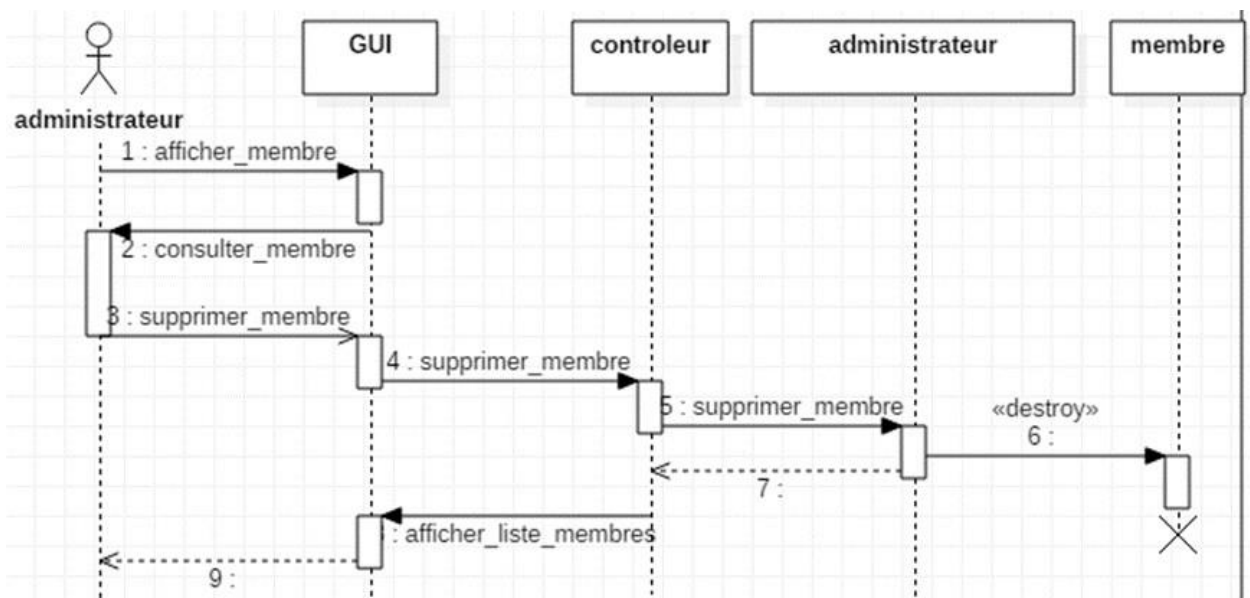 GUI
controleur
administrateur
membre
administrateur
1 : afficher_membre
2 : consulter_membre
3 : supprimer_membre
4 : supprimer_membre
5 : supprimer_membre
«destroy»
6 :
7 :
: afficher_liste_membres
9 :